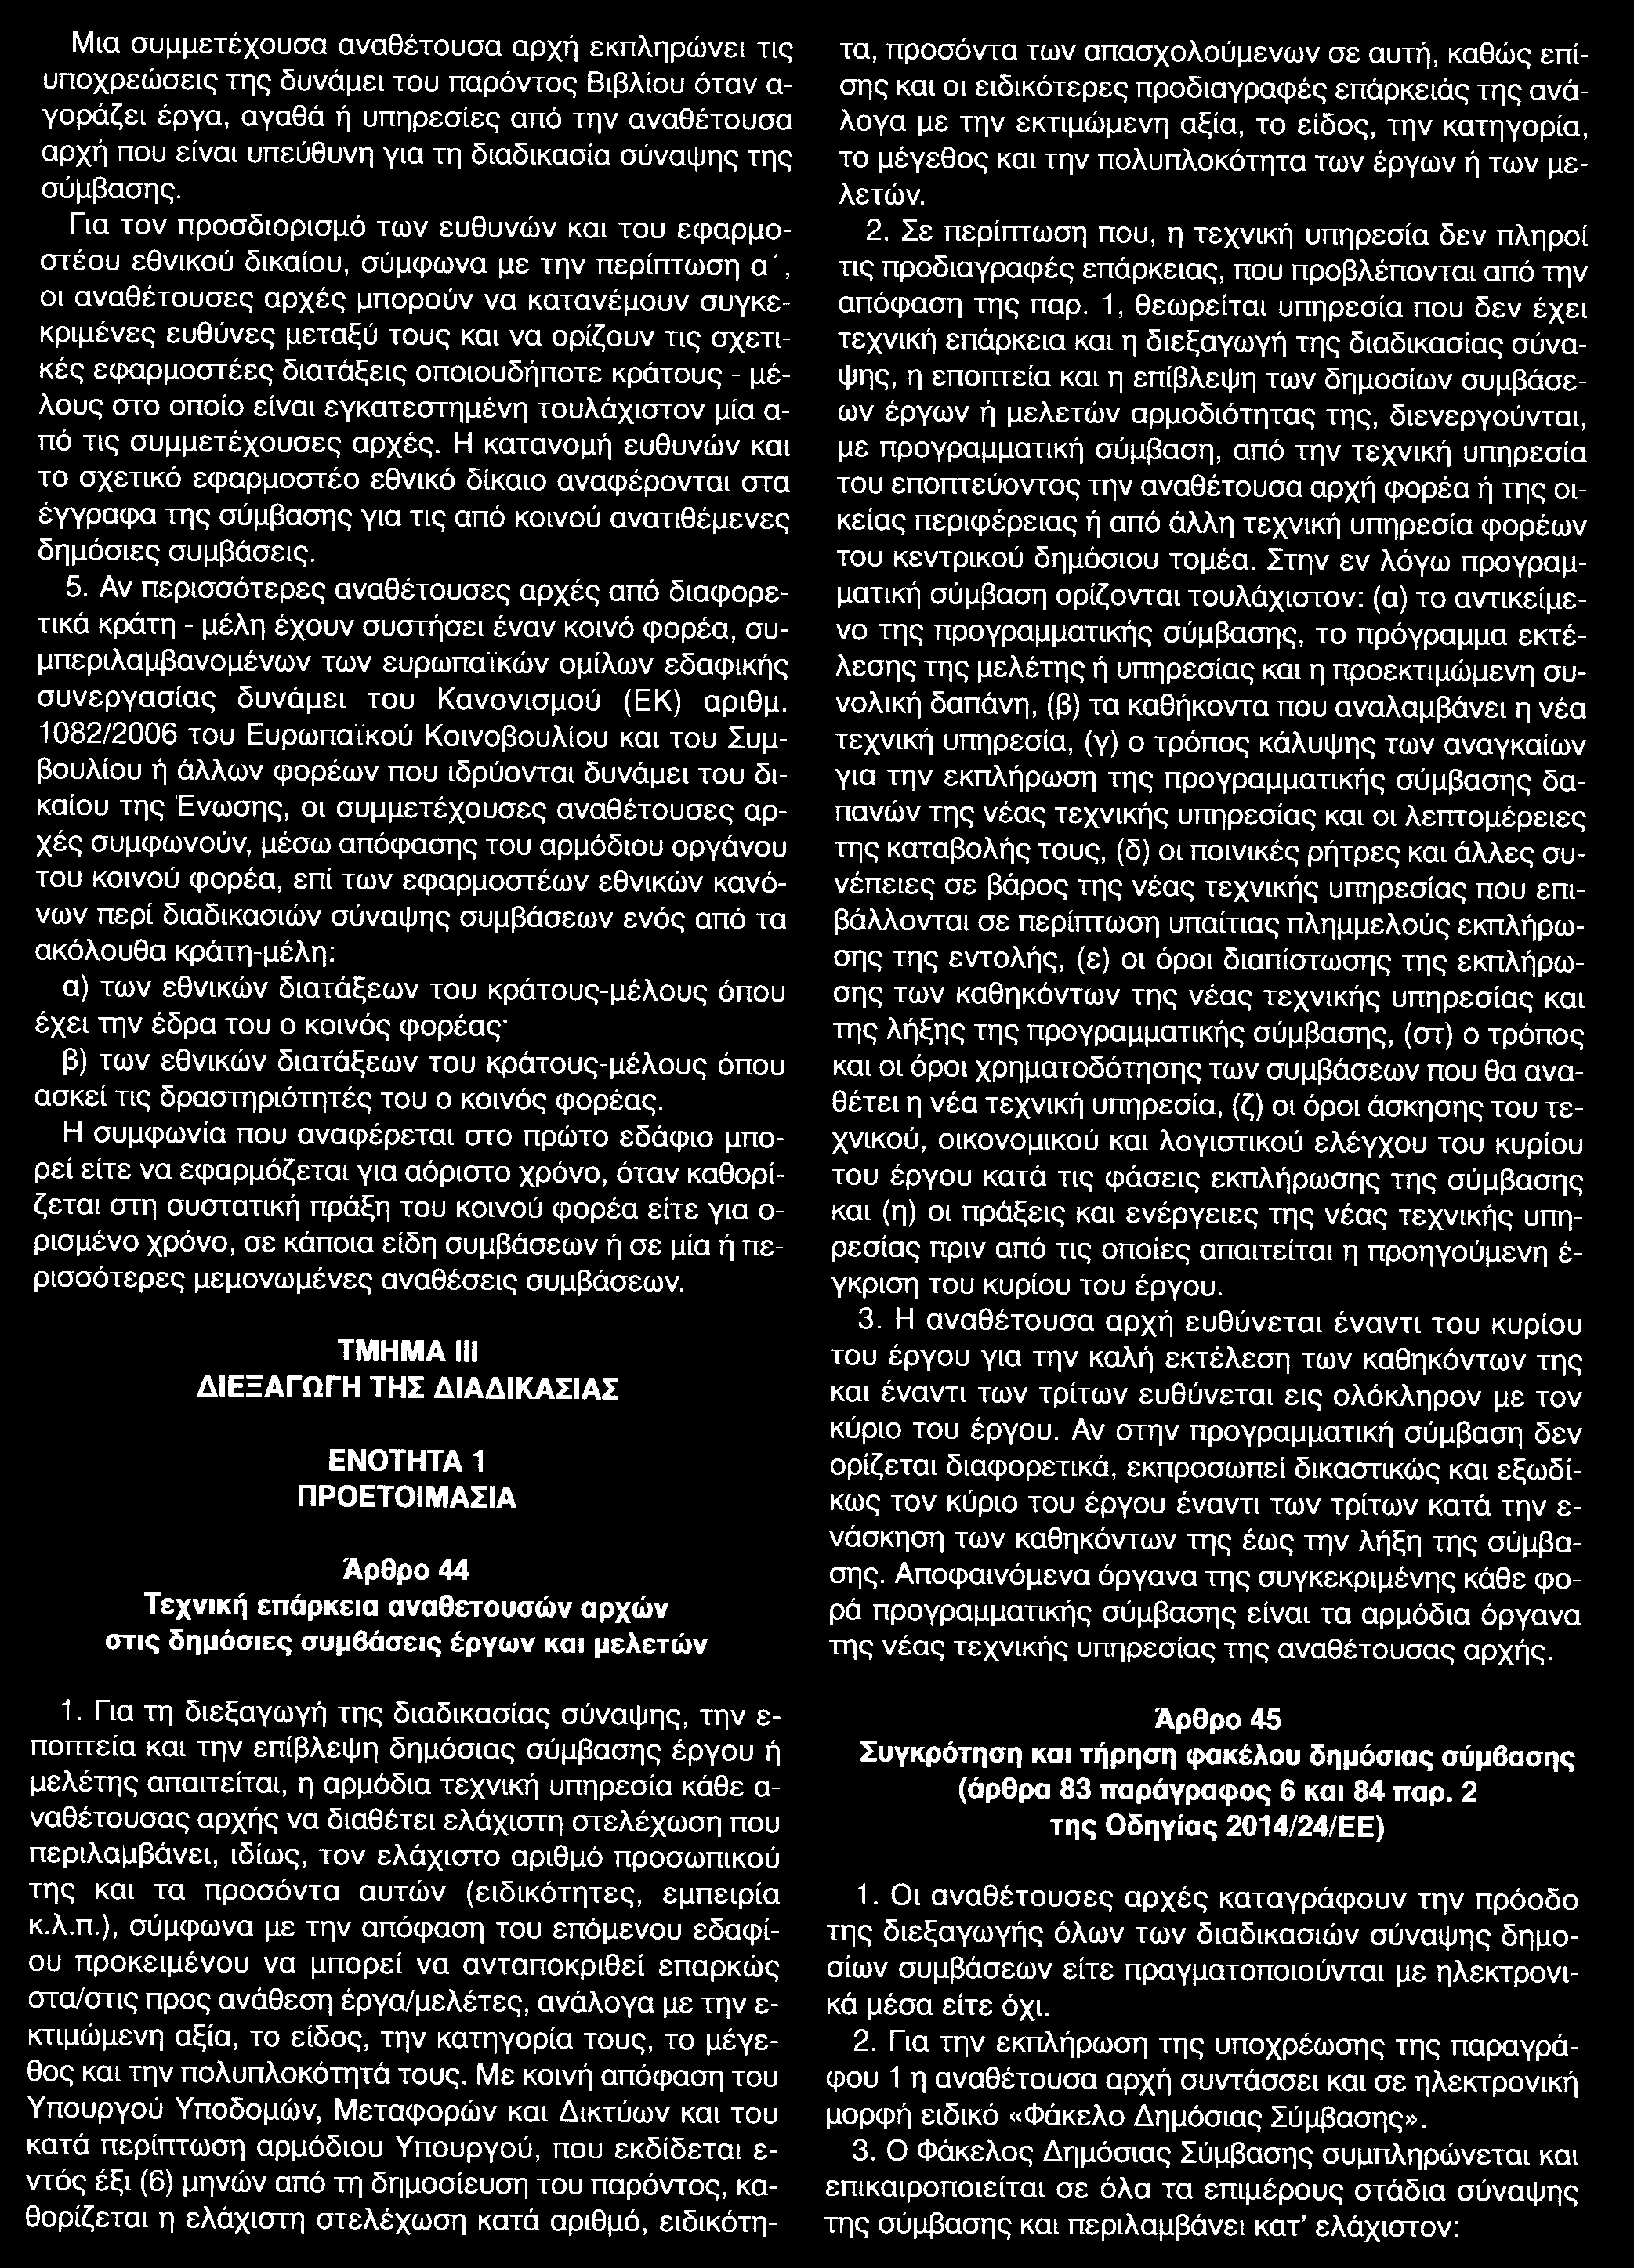 Μια συμμετέχουσα αναθέτουσα αρχή εκπληρώνει τις
υποχρεώσεις της δυνάμει του παρόντος Βιβλίου όταν α-
γοράζει έργα, αγαθά ή υπηρεσίες από την αναθέτουσα
αρχή που είναι υπεύθυνη για τη διαδικασία σύναψης της
σύμβασης.
Για τον προσδιορισμό των ευθυνών και του εφαρμο-
στέου εθνικού δικαίου, σύμφωνα με την περίπτωση α΄,
οι αναθέτουσες αρχές μπορούν να κατανέμουν συγκε-
κριμένες ευθύνες μεταξύ τους και να ορίζουν τις σχετι-
κές εφαρμοστέες διατάξεις οποιουδήποτε κράτους - μέ-
λους στο οποίο είναι εγκατεστημένη τουλάχιστον μία α-
πό τις συμμετέχουσες αρχές. Η κατανομή ευθυνών και
το σχετικό εφαρμοστέο εθνικό δίκαιο αναφέρονται στα
έγγραφα της σύμβασης για τις από κοινού ανατιθέμενες
δημόσιες συμβάσεις.
5. Αν περισσότερες αναθέτουσες αρχές από διαφορε-
τικά κράτη - μέλη έχουν συστήσει έναν κοινό φορέα, συ-
μπεριλαμβανομένων των ευρωπαϊκών ομίλων εδαφικής
συνεργασίας δυνάμει του Κανονισμού (ΕΚ) αριθμ.
1082/2006 του Ευρωπαϊκού Κοινοβουλίου και του Συμ-
βουλίου ή άλλων φορέων που ιδρύονται δυνάμει του δι-
καίου της Ένωσης, οι συμμετέχουσες αναθέτουσες αρ-
χές συμφωνούν, μέσω απόφασης του αρμόδιου οργάνου
του κοινού φορέα, επί των εφαρμοστέων εθνικών κανό-
νων περί διαδικασιών σύναψης συμβάσεων ενός από τα
ακόλουθα κράτη-μέλη:
α) των εθνικών διατάξεων του κράτους-μέλους όπου
έχει την έδρα του ο κοινός φορέας·
β) των εθνικών διατάξεων του κράτους-μέλους όπου
ασκεί τις δραστηριότητές του ο κοινός φορέας.
Η συμφωνία που αναφέρεται στο πρώτο εδάφιο μπο-
ρεί είτε να εφαρμόζεται για αόριστο χρόνο, όταν καθορί-
ζεται στη συστατική πράξη του κοινού φορέα είτε για ο-
ρισμένο χρόνο, σε κάποια είδη συμβάσεων ή σε μία ή πε-
ρισσότερες μεμονωμένες αναθέσεις συμβάσεων.
ΤΜΗΜΑ ΙΙΙ
ΔΙΕΞΑΓΩΓΗ ΤΗΣ ΔΙΑΔΙΚΑΣΙΑΣ
ΕΝΟΤΗΤΑ 1
ΠΡΟΕΤΟΙΜΑΣΙΑ
Άρθρο 44
Τεχνική επάρκεια αναθετουσών αρχών
στις δημόσιες συμβάσεις έργων και μελετών
1. Για τη διεξαγωγή της διαδικασίας σύναψης, την ε-
ποπτεία και την επίβλεψη δημόσιας σύμβασης έργου ή
μελέτης απαιτείται, η αρμόδια τεχνική υπηρεσία κάθε α-
ναθέτουσας αρχής να διαθέτει ελάχιστη στελέχωση που
περιλαμβάνει, ιδίως, τον ελάχιστο αριθμό προσωπικού
της και τα προσόντα αυτών (ειδικότητες, εμπειρία
κ.λ.π.), σύμφωνα με την απόφαση του επόμενου εδαφί-
ου προκειμένου να μπορεί να ανταποκριθεί επαρκώς
στα/στις προς ανάθεση έργα/μελέτες, ανάλογα με την ε-
κτιμώμενη αξία, το είδος, την κατηγορία τους, το μέγε-
θος και την πολυπλοκότητά τους. Με κοινή απόφαση του
Υπουργού Υποδομών, Μεταφορών και Δικτύων και του
κατά περίπτωση αρμόδιου Υπουργού, που εκδίδεται ε-
ντός έξι (6) μηνών από τη δημοσίευση του παρόντος, κα-
θορίζεται η ελάχιστη στελέχωση κατά αριθμό, ειδικότη-
τα, προσόντα των απασχολούμενων σε αυτή, καθώς επί-
σης και οι ειδικότερες προδιαγραφές επάρκειάς της ανά-
λογα με την εκτιμώμενη αξία, το είδος, την κατηγορία,
το μέγεθος και την πολυπλοκότητα των έργων ή των με-
λετών.
2. Σε περίπτωση που, η τεχνική υπηρεσία δεν πληροί
τις προδιαγραφές επάρκειας, που προβλέπονται από την
απόφαση της παρ. 1, θεωρείται υπηρεσία που δεν έχει
τεχνική επάρκεια και η διεξαγωγή της διαδικασίας σύνα-
ψης, η εποπτεία και η επίβλεψη των δημοσίων συμβάσε-
ων έργων ή μελετών αρμοδιότητας της, διενεργούνται,
με προγραμματική σύμβαση, από την τεχνική υπηρεσία
του εποπτεύοντος την αναθέτουσα αρχή φορέα ή της οι-
κείας περιφέρειας ή από άλλη τεχνική υπηρεσία φορέων
του κεντρικού δημόσιου τομέα. Στην εν λόγω προγραμ-
ματική σύμβαση ορίζονται τουλάχιστον: (α) το αντικείμε-
νο της προγραμματικής σύμβασης, το πρόγραμμα εκτέ-
λεσης της μελέτης ή υπηρεσίας και η προεκτιμώμενη συ-
νολική δαπάνη, (β) τα καθήκοντα που αναλαμβάνει η νέα
τεχνική υπηρεσία, (γ) ο τρόπος κάλυψης των αναγκαίων
για την εκπλήρωση της προγραμματικής σύμβασης δα-
πανών της νέας τεχνικής υπηρεσίας και οι λεπτομέρειες
της καταβολής τους, (δ) οι ποινικές ρήτρες και άλλες συ-
νέπειες σε βάρος της νέας τεχνικής υπηρεσίας που επι-
βάλλονται σε περίπτωση υπαίτιας πλημμελούς εκπλήρω-
σης της εντολής, (ε) οι όροι διαπίστωσης της εκπλήρω-
σης των καθηκόντων της νέας τεχνικής υπηρεσίας και
της λήξης της προγραμματικής σύμβασης, (στ) ο τρόπος
και οι όροι χρηματοδότησης των συμβάσεων που θα ανα-
θέτει η νέα τεχνική υπηρεσία, (ζ) οι όροι άσκησης του τε-
χνικού, οικονομικού και λογιστικού ελέγχου του κυρίου
του έργου κατά τις φάσεις εκπλήρωσης της σύμβασης
και (η) οι πράξεις και ενέργειες της νέας τεχνικής υπη-
ρεσίας πριν από τις οποίες απαιτείται η προηγούμενη έ-
γκριση του κυρίου του έργου.
3. Η αναθέτουσα αρχή ευθύνεται έναντι του κυρίου
του έργου για την καλή εκτέλεση των καθηκόντων της
και έναντι των τρίτων ευθύνεται εις ολόκληρον με τον
κύριο του έργου. Αν στην προγραμματική σύμβαση δεν
ορίζεται διαφορετικά, εκπροσωπεί δικαστικώς και εξωδί-
κως τον κύριο του έργου έναντι των τρίτων κατά την ε-
νάσκηση των καθηκόντων της έως την λήξη της σύμβα-
σης. Αποφαινόμενα όργανα της συγκεκριμένης κάθε φο-
ρά προγραμματικής σύμβασης είναι τα αρμόδια όργανα
της νέας τεχνικής υπηρεσίας της αναθέτουσας αρχής.
Άρθρο 45
Συγκρότηση και τήρηση φακέλου δημόσιας σύμβασης
(άρθρα 83 παράγραφος 6 και 84 παρ. 2
της Οδηγίας 2014/24/ΕΕ)
1. Οι αναθέτουσες αρχές καταγράφουν την πρόοδο
της διεξαγωγής όλων των διαδικασιών σύναψης δημο-
σίων συμβάσεων είτε πραγματοποιούνται με ηλεκτρονι-
κά μέσα είτε όχι.
2. Για την εκπλήρωση της υποχρέωσης της παραγρά-
φου 1 η αναθέτουσα αρχή συντάσσει και σε ηλεκτρονική
μορφή ειδικό «Φάκελο Δημόσιας Σύμβασης».
3. Ο Φάκελος Δημόσιας Σύμβασης συμπληρώνεται και
επικαιροποιείται σε όλα τα επιμέρους στάδια σύναψης
της σύμβασης και περιλαμβάνει κατ’ ελάχιστον: